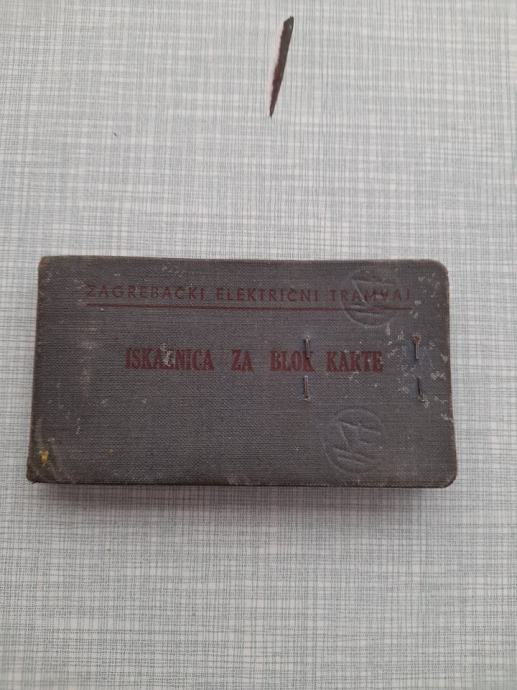 ZAGREBAČKI ELEKTRIČNI TRAMVAJ
ISKAZNICA ZA BLOK KARTE